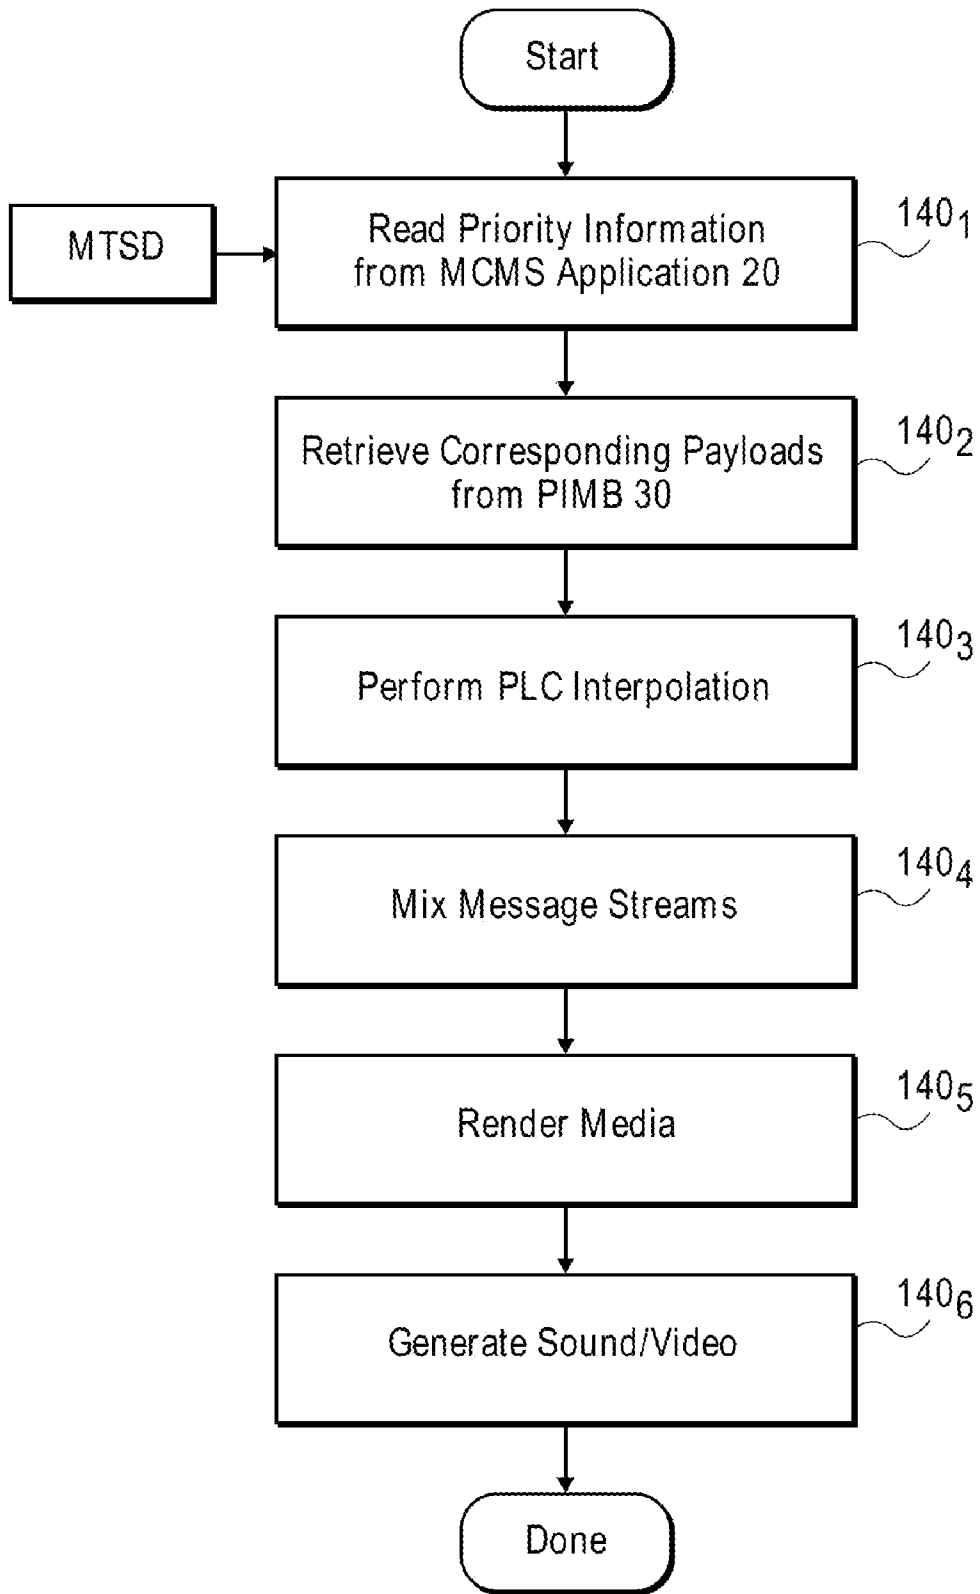 Start
MTSD
Read Priority Information
from MCMS Application 20
140₁
Retrieve Corresponding Payloads
from PIMB 30
140₂
Perform PLC Interpolation
140₃
Mix Message Streams
140₄
Render Media
140₅
Generate Sound/Video
140₆
Done